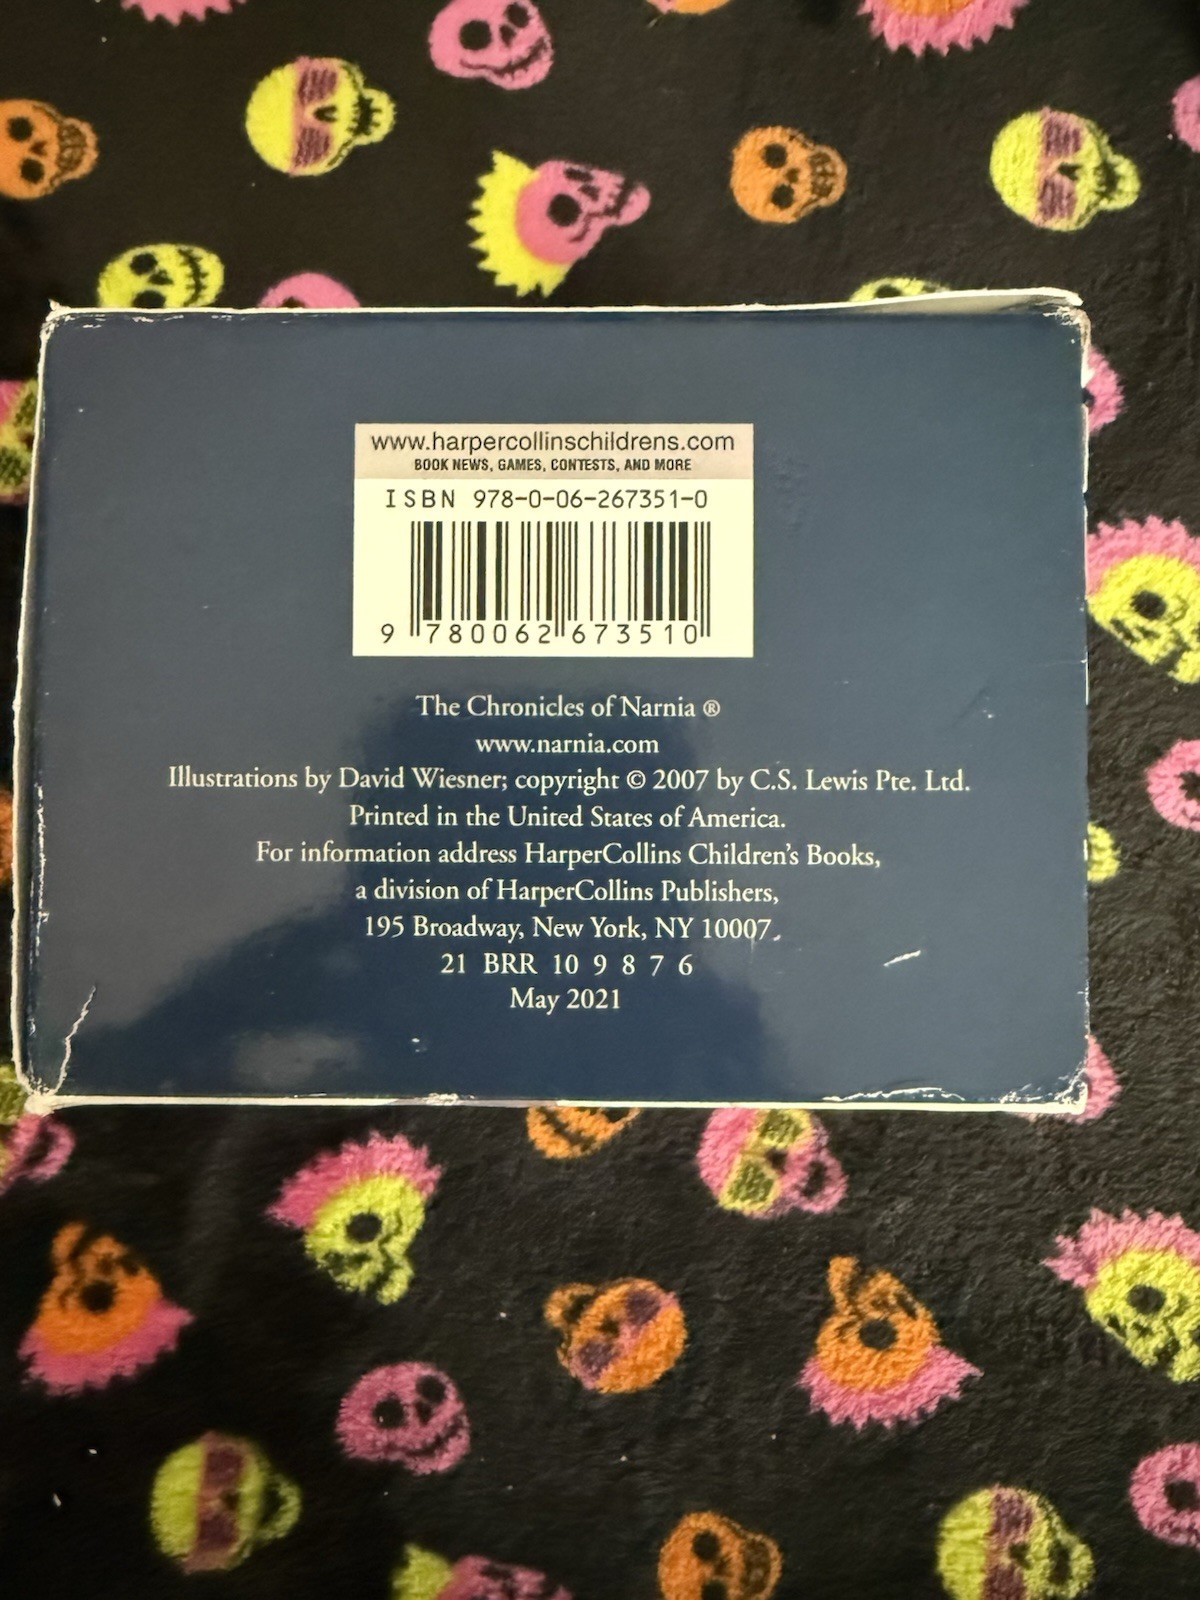 www.harpercollinschildrens.com
BOOK NEWS, GAMES, CONTESTS, AND MORE
ISBN 978-0-06-267351-0
9 780062 673510
The Chronicles of Narnia ®
www.narnia.com
Illustrations by David Wiesner; copyright © 2007 by C.S. Lewis Pte. Ltd.
Printed in the United States of America.
For information address HarperCollins Children's Books,
a division of HarperCollins Publishers,
195 Broadway, New York, NY 10007.
21 BRR 10 9 8 7 6
May 2021